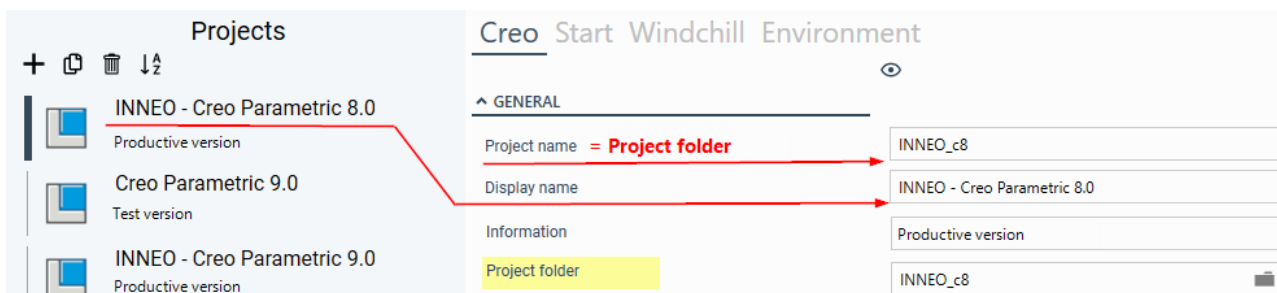 Projects
INNEO - Creo Parametric 8.0
Productive version
Creo Parametric 9.0
Test version
INNEO - Creo Parametric 9.0
Productive version
Creo Start Windchill Environment
GENERAL
Project name = Project folder INNEO_c8
Display name INNEO - Creo Parametric 8.0
Information Productive version
Project folder INNEO_c8